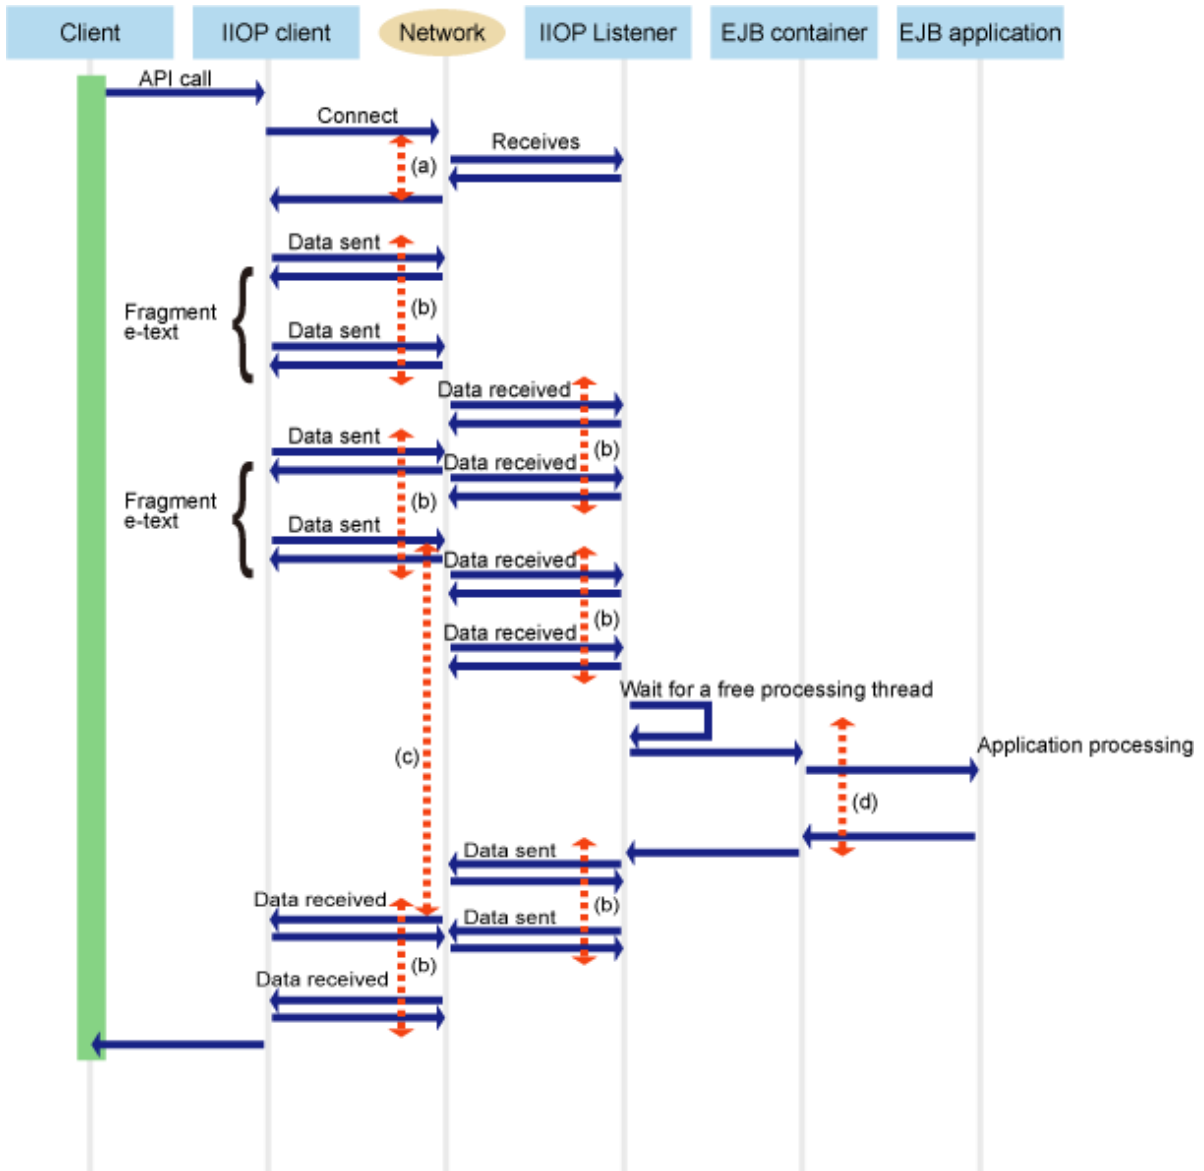 Client
IIOP client
Network
IIOP Listener
EJB container
EJB application
API call
Connect
Receives
(a)
Data sent
Fragment
e-text
(b)
Data sent
Data received
Data sent
(b)
Data received
Fragment
e-text
(b)
Data sent
Data received
(b)
Data received
Wait for a free processing thread
Application processing
(c)
(d)
Data sent
Data received
(b)
Data sent
(b)
Data received